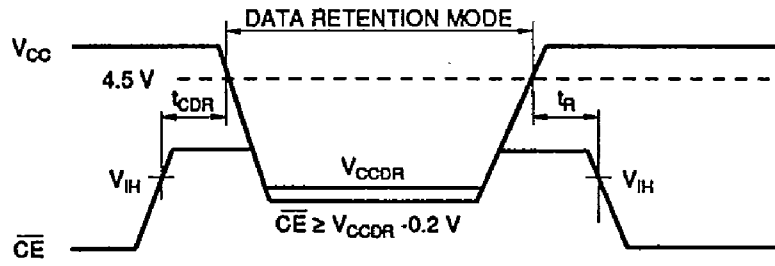 DATA RETENTION MODE
VCC
4.5 V
tCDR
tR
VIH
VCCDR
VIH
CE ≥ VCCDR -0.2 V
CE